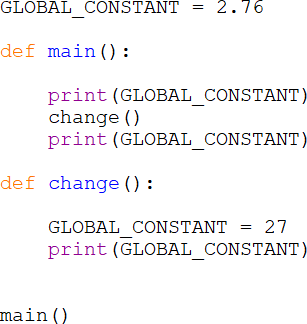 GLOBAL_CONSTANT = 2.76
def main():
    print(GLOBAL_CONSTANT)
    change()
    print(GLOBAL_CONSTANT)
def change():
    GLOBAL_CONSTANT = 27
    print(GLOBAL_CONSTANT)
main()